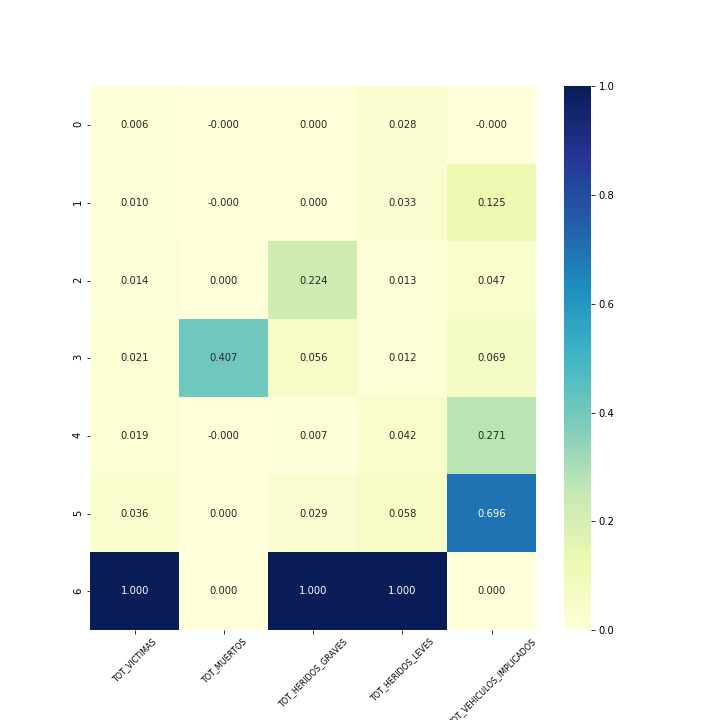 0 0.006 -0.000 0.000 0.028 -0.000
1 0.010 -0.000 0.000 0.033 0.125
2 0.014 0.000 0.224 0.013 0.047
3 0.021 0.407 0.056 0.012 0.069
4 0.019 -0.000 0.007 0.042 0.271
5 0.036 0.000 0.029 0.058 0.696
6 1.000 0.000 1.000 1.000 0.000
TOT_VICTIMAS
TOT_MUERTOS
TOT_HERIDOS_GRAVES
TOT_HERIDOS_LEVES
OT_VEHICULOS_IMPLICADOS
1.0
0.8
0.6
0.4
0.2
0.0